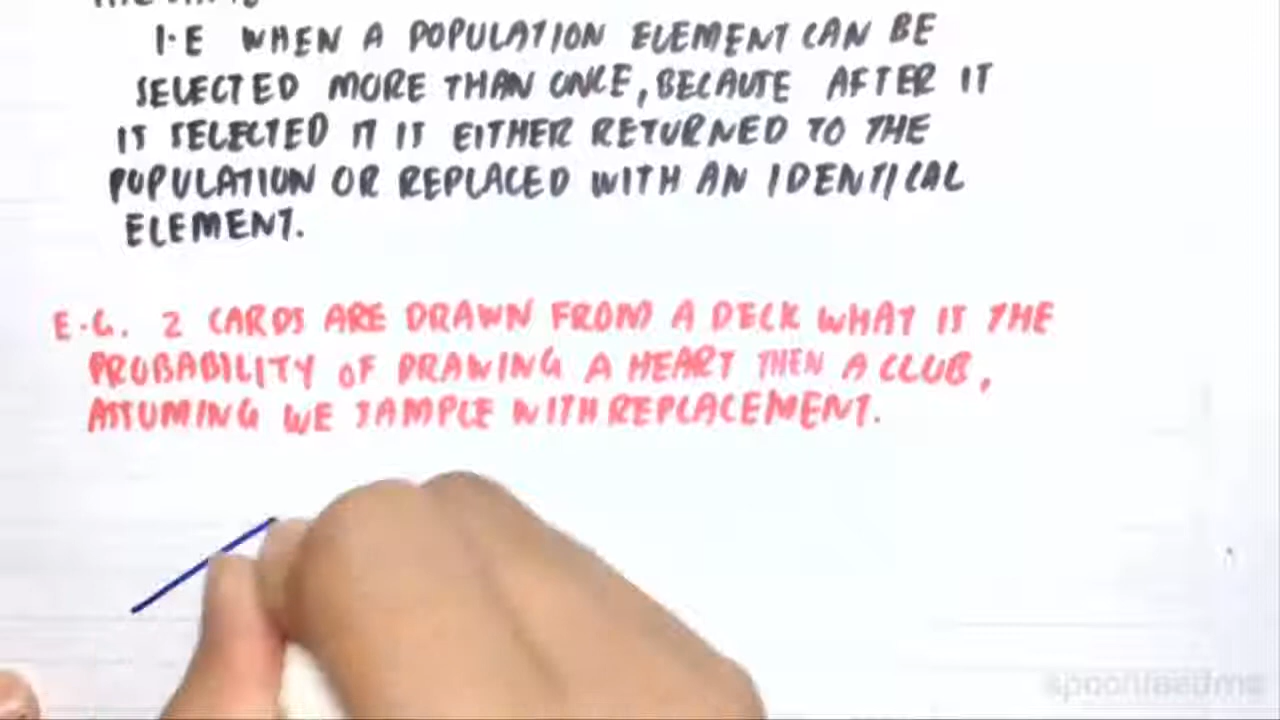 I.E WHEN A POPULATION ELEMENT CAN BE
SELECTED MORE THAN ONCE, BECAUSE AFTER IT
IS SELECTED IT IS EITHER RETURNED TO THE
POPULATION OR REPLACED WITH AN IDENTICAL
ELEMENT.
E.G. 2 CARDS ARE DRAWN FROM A DECK WHAT IS THE
PROBABILITY OF DRAWING A HEART THEN A CLUB,
ASSUMING WE SAMPLE WITH REPLACEMENT.
spoonfeedme